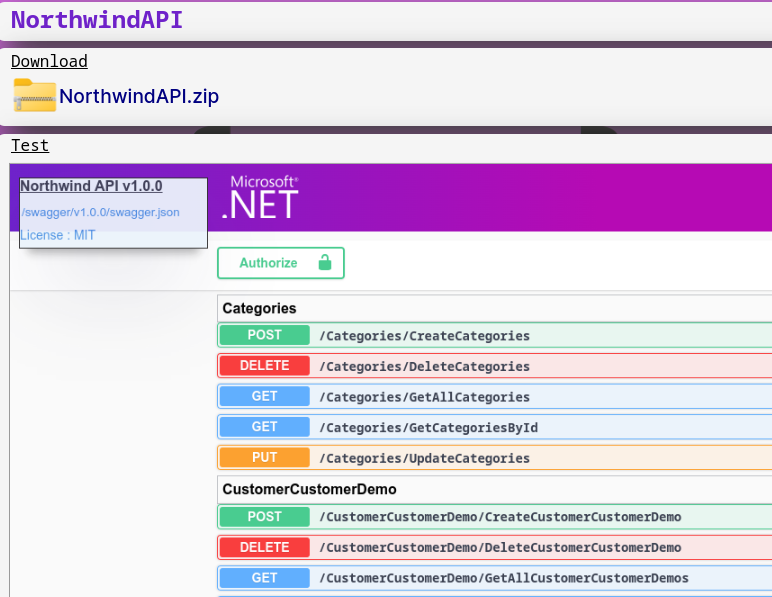 NorthwindAPI
Download
NorthwindAPI.zip
Test
Northwind API v1.0.0
/swagger/v1.0.0/swagger.json
License : MIT
Microsoft®
.NET
Authorize
Categories
POST /Categories/CreateCategories
DELETE /Categories/DeleteCategories
GET /Categories/GetAllCategories
GET /Categories/GetCategoriesById
PUT /Categories/UpdateCategories
CustomerCustomerDemo
POST /CustomerCustomerDemo/CreateCustomerCustomerDemo
DELETE /CustomerCustomerDemo/DeleteCustomerCustomerDemo
GET /CustomerCustomerDemo/GetAllCustomerCustomerDemos